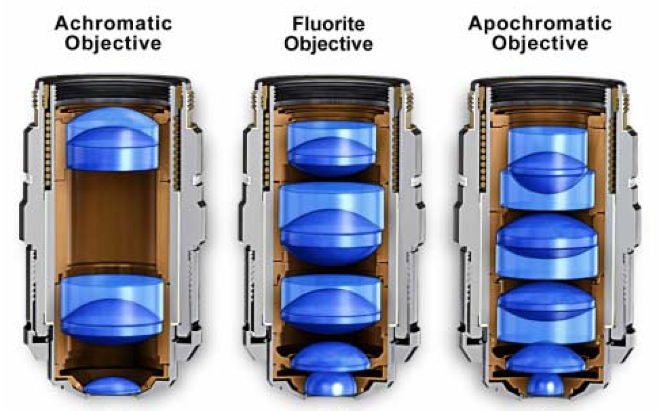 Achromatic
Objective
Fluorite
Objective
Apochromatic
Objective